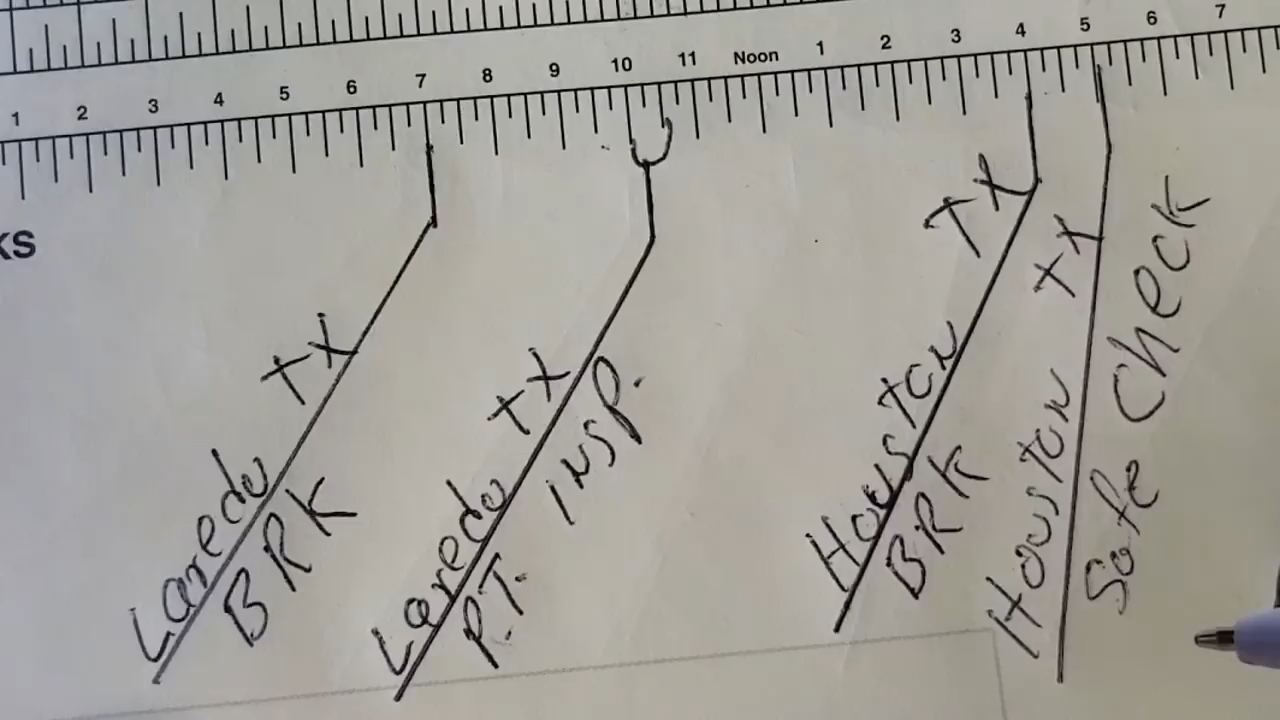 1 2 3 4 5 6 7 8 9 10 11 Noon 1 2 3 4 5 6 7
KS
Laredo TX
BRK
Laredo TX
P.T. INSP.
Houston TX
BRK
Houston TX
Safe Check